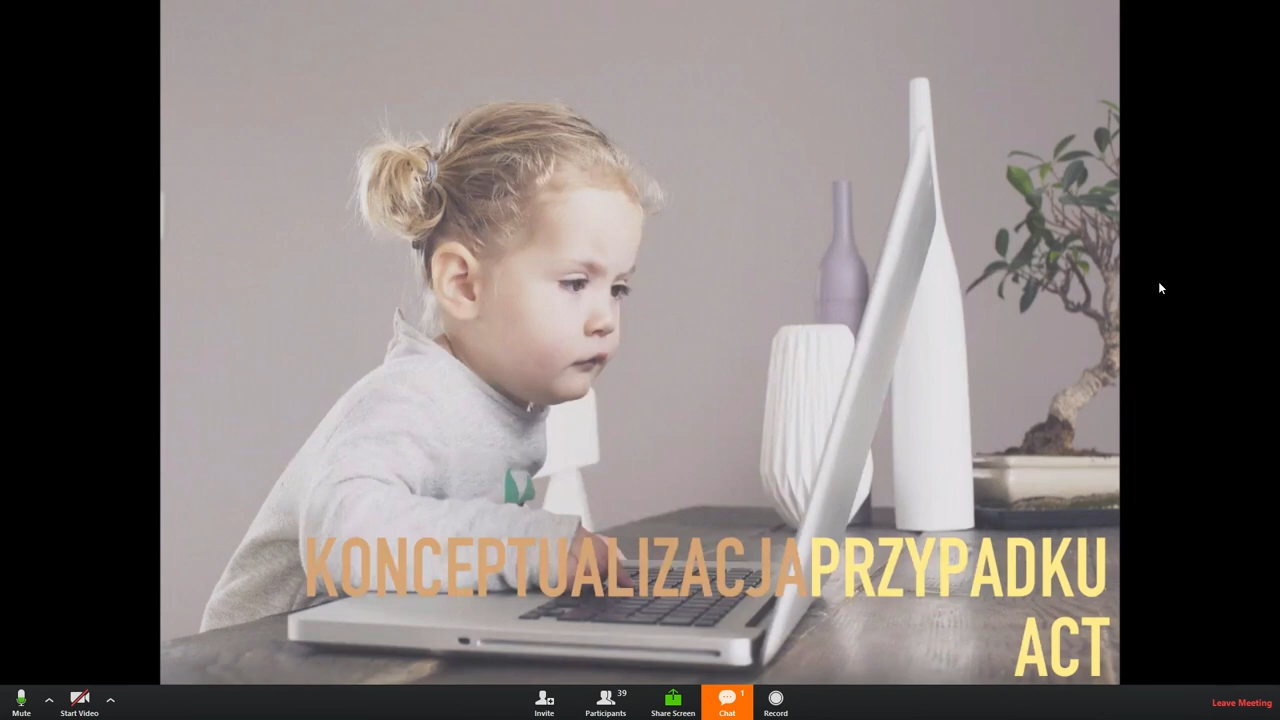 KONCEPTUALIZACJAPRZYPADKU
ACT
Mute
Start Video
Invite
39
Participants
Share Screen
1
Chat
Record
Leave Meeting